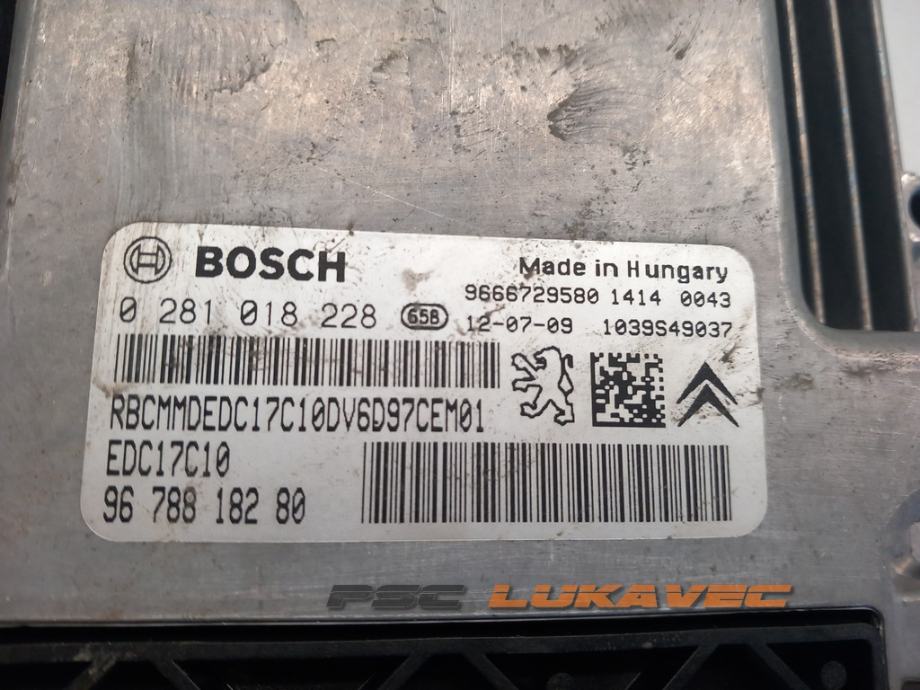 BOSCH
Made in Hungary
9666729580 1414 0043
0 281 018 228 65B 12-07-09 1039S49037
RBCMMDEDC17C10DV6D97CEM01
EDC17C10
96 788 182 80
PSC LUKAVEC